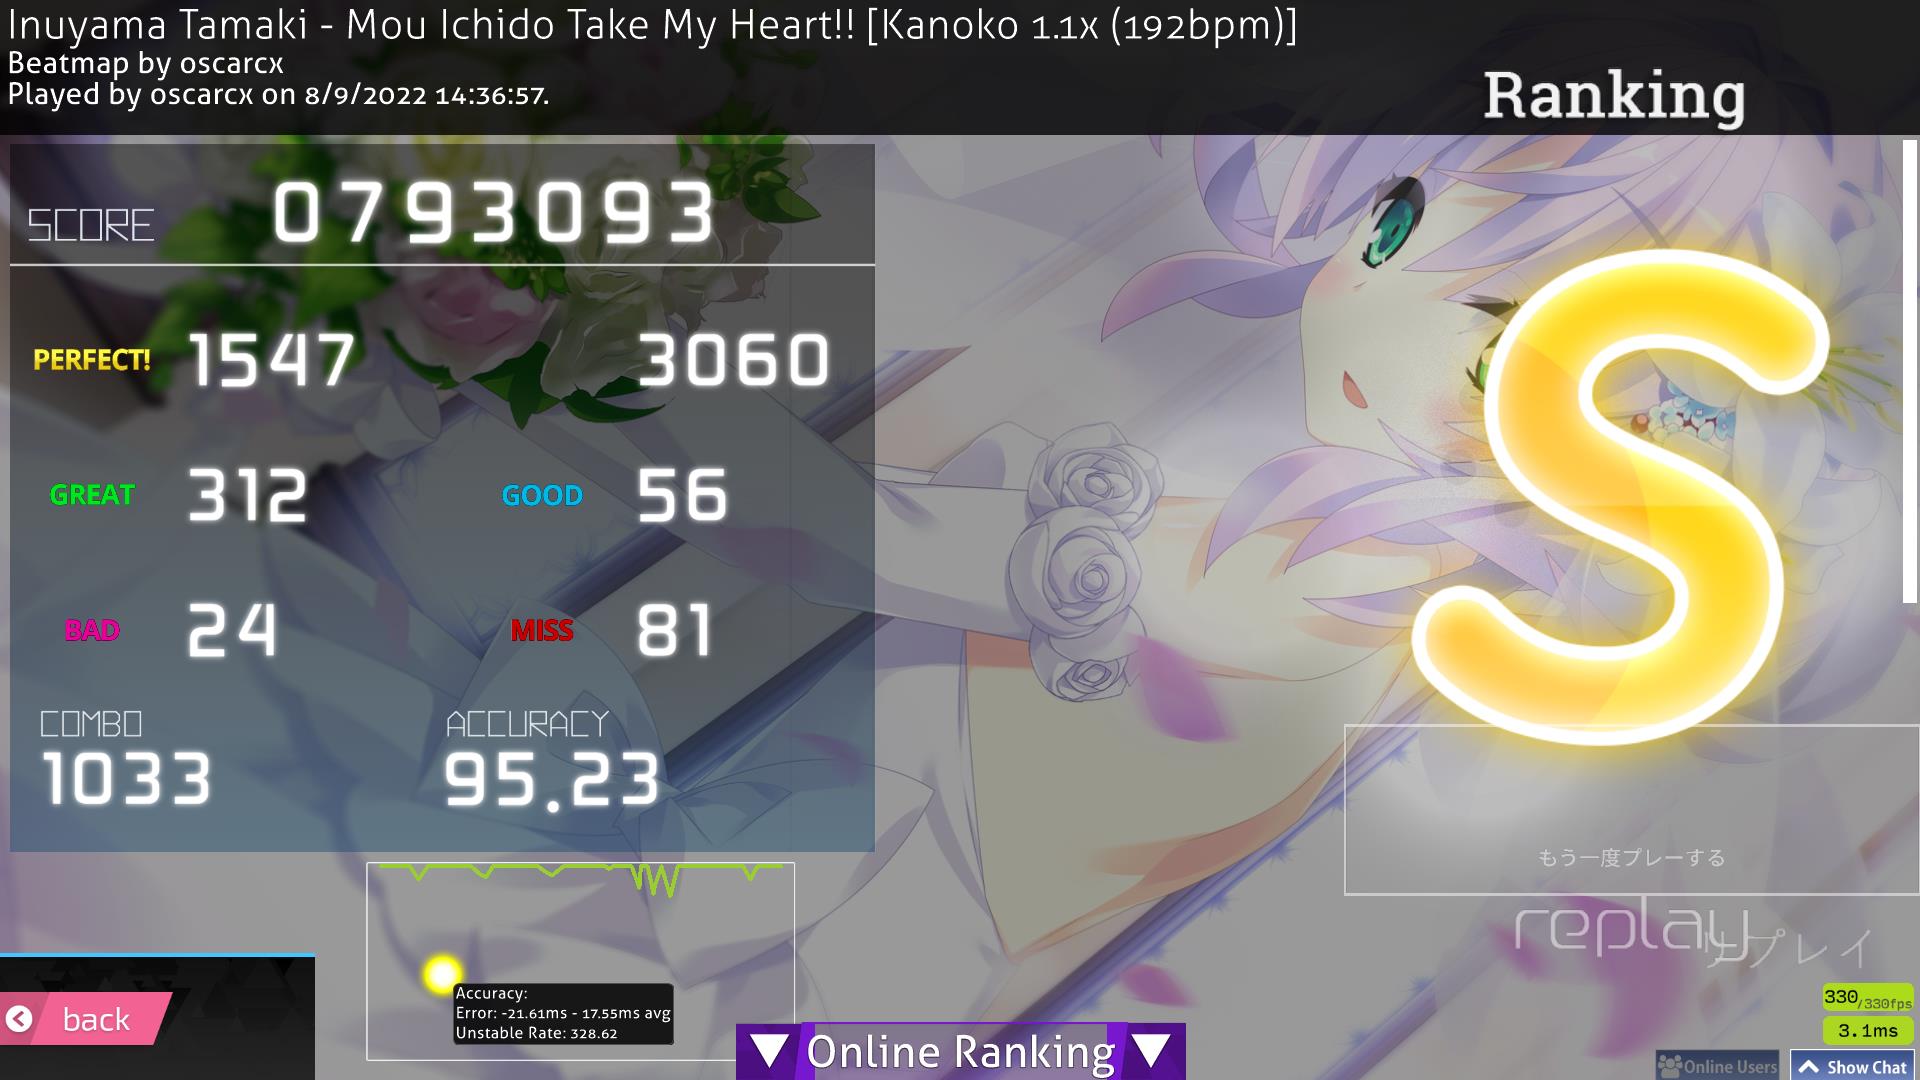 Inuyama Tamaki - Mou Ichido Take My Heart!! [Kanoko 1.1x (192bpm)]
Beatmap by oscarcx
Played by oscarcx on 8/9/2022 14:36:57.
Ranking
SCORE 0793093
PERFECT! 1547 3060
GREAT 312 GOOD 56
BAD 24 MISS 81
COMBO ACCURACY
1033 95.23
S
もう一度プレーする
replay
リプレイ
Accuracy:
Error: -21.61ms - 17.55ms avg
Unstable Rate: 328.62
back
Online Ranking
330/330fps
3.1ms
Online Users
Show Chat